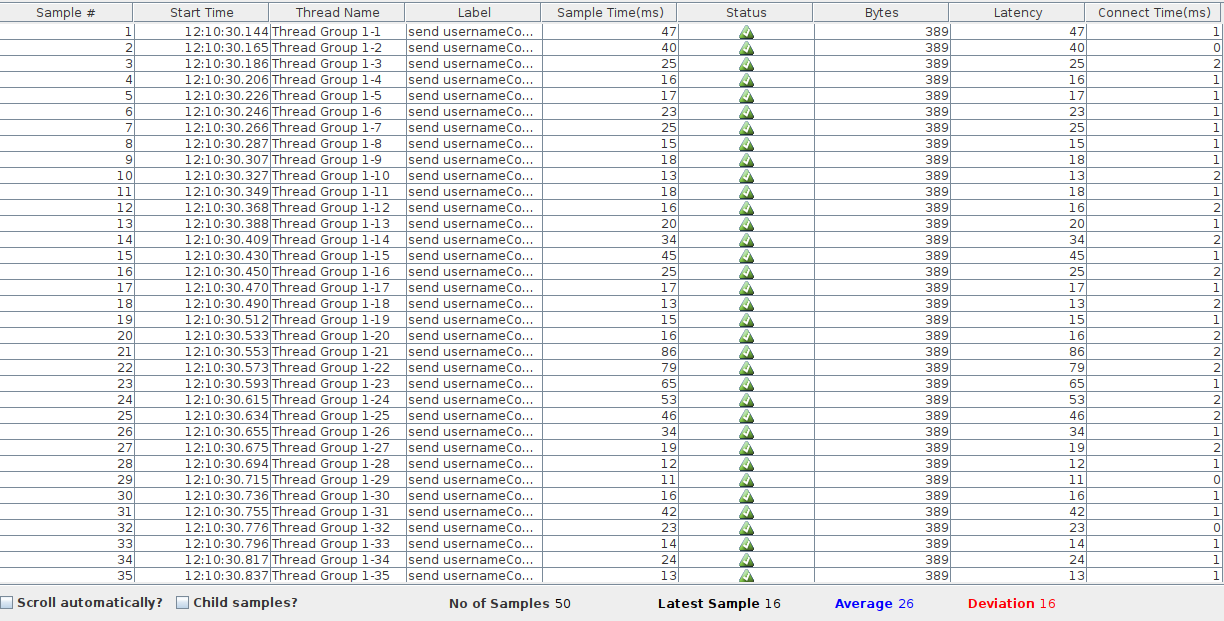 Sample # Start Time Thread Name Label Sample Time(ms) Status Bytes Latency Connect Time(ms)
1 12:10:30.144 Thread Group 1-1 send usernameCo... 47 389 47 1
2 12:10:30.165 Thread Group 1-2 send usernameCo... 40 389 40 0
3 12:10:30.186 Thread Group 1-3 send usernameCo... 25 389 25 2
4 12:10:30.206 Thread Group 1-4 send usernameCo... 16 389 16 1
5 12:10:30.226 Thread Group 1-5 send usernameCo... 17 389 17 1
6 12:10:30.246 Thread Group 1-6 send usernameCo... 23 389 23 1
7 12:10:30.266 Thread Group 1-7 send usernameCo... 25 389 25 1
8 12:10:30.287 Thread Group 1-8 send usernameCo... 15 389 15 1
9 12:10:30.307 Thread Group 1-9 send usernameCo... 18 389 18 1
10 12:10:30.327 Thread Group 1-10 send usernameCo... 13 389 13 2
11 12:10:30.349 Thread Group 1-11 send usernameCo... 18 389 18 1
12 12:10:30.368 Thread Group 1-12 send usernameCo... 16 389 16 2
13 12:10:30.388 Thread Group 1-13 send usernameCo... 20 389 20 1
14 12:10:30.409 Thread Group 1-14 send usernameCo... 34 389 34 2
15 12:10:30.430 Thread Group 1-15 send usernameCo... 45 389 45 1
16 12:10:30.450 Thread Group 1-16 send usernameCo... 25 389 25 2
17 12:10:30.470 Thread Group 1-17 send usernameCo... 17 389 17 1
18 12:10:30.490 Thread Group 1-18 send usernameCo... 13 389 13 2
19 12:10:30.512 Thread Group 1-19 send usernameCo... 15 389 15 1
20 12:10:30.533 Thread Group 1-20 send usernameCo... 16 389 16 2
21 12:10:30.553 Thread Group 1-21 send usernameCo... 86 389 86 2
22 12:10:30.573 Thread Group 1-22 send usernameCo... 79 389 79 2
23 12:10:30.593 Thread Group 1-23 send usernameCo... 65 389 65 1
24 12:10:30.615 Thread Group 1-24 send usernameCo... 53 389 53 2
25 12:10:30.634 Thread Group 1-25 send usernameCo... 46 389 46 2
26 12:10:30.655 Thread Group 1-26 send usernameCo... 34 389 34 1
27 12:10:30.675 Thread Group 1-27 send usernameCo... 19 389 19 2
28 12:10:30.694 Thread Group 1-28 send usernameCo... 12 389 12 1
29 12:10:30.715 Thread Group 1-29 send usernameCo... 11 389 11 0
30 12:10:30.736 Thread Group 1-30 send usernameCo... 16 389 16 1
31 12:10:30.755 Thread Group 1-31 send usernameCo... 42 389 42 1
32 12:10:30.776 Thread Group 1-32 send usernameCo... 23 389 23 0
33 12:10:30.796 Thread Group 1-33 send usernameCo... 14 389 14 1
34 12:10:30.817 Thread Group 1-34 send usernameCo... 24 389 24 1
35 12:10:30.837 Thread Group 1-35 send usernameCo... 13 389 13 1
Scroll automatically? Child samples? No of Samples 50 Latest Sample 16 Average 26 Deviation 16